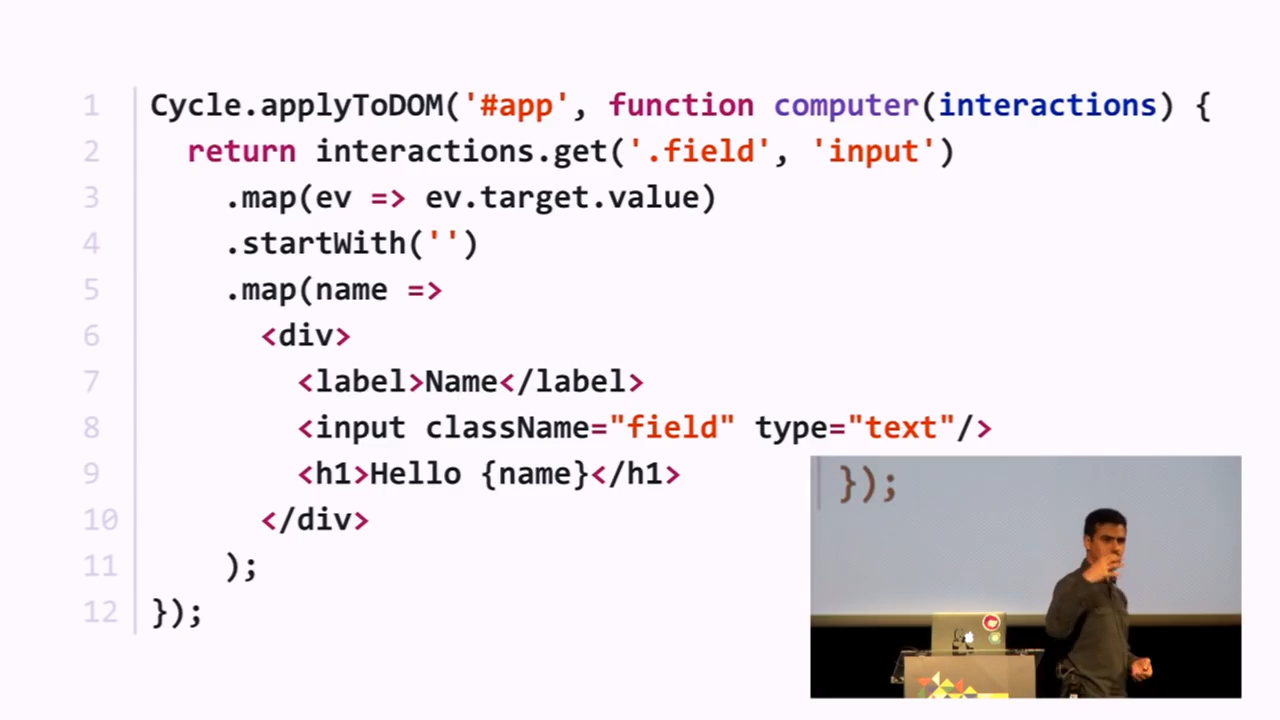 1 Cycle.applyToDOM('#app', function computer(interactions) {
2 return interactions.get('.field', 'input')
3 .map(ev => ev.target.value)
4 .startWith('')
5 .map(name =>
6 <div>
7 <label>Name</label>
8 <input className="field" type="text"/>
9 <h1>Hello {name}</h1>
10 </div>
11 );
12 });
});